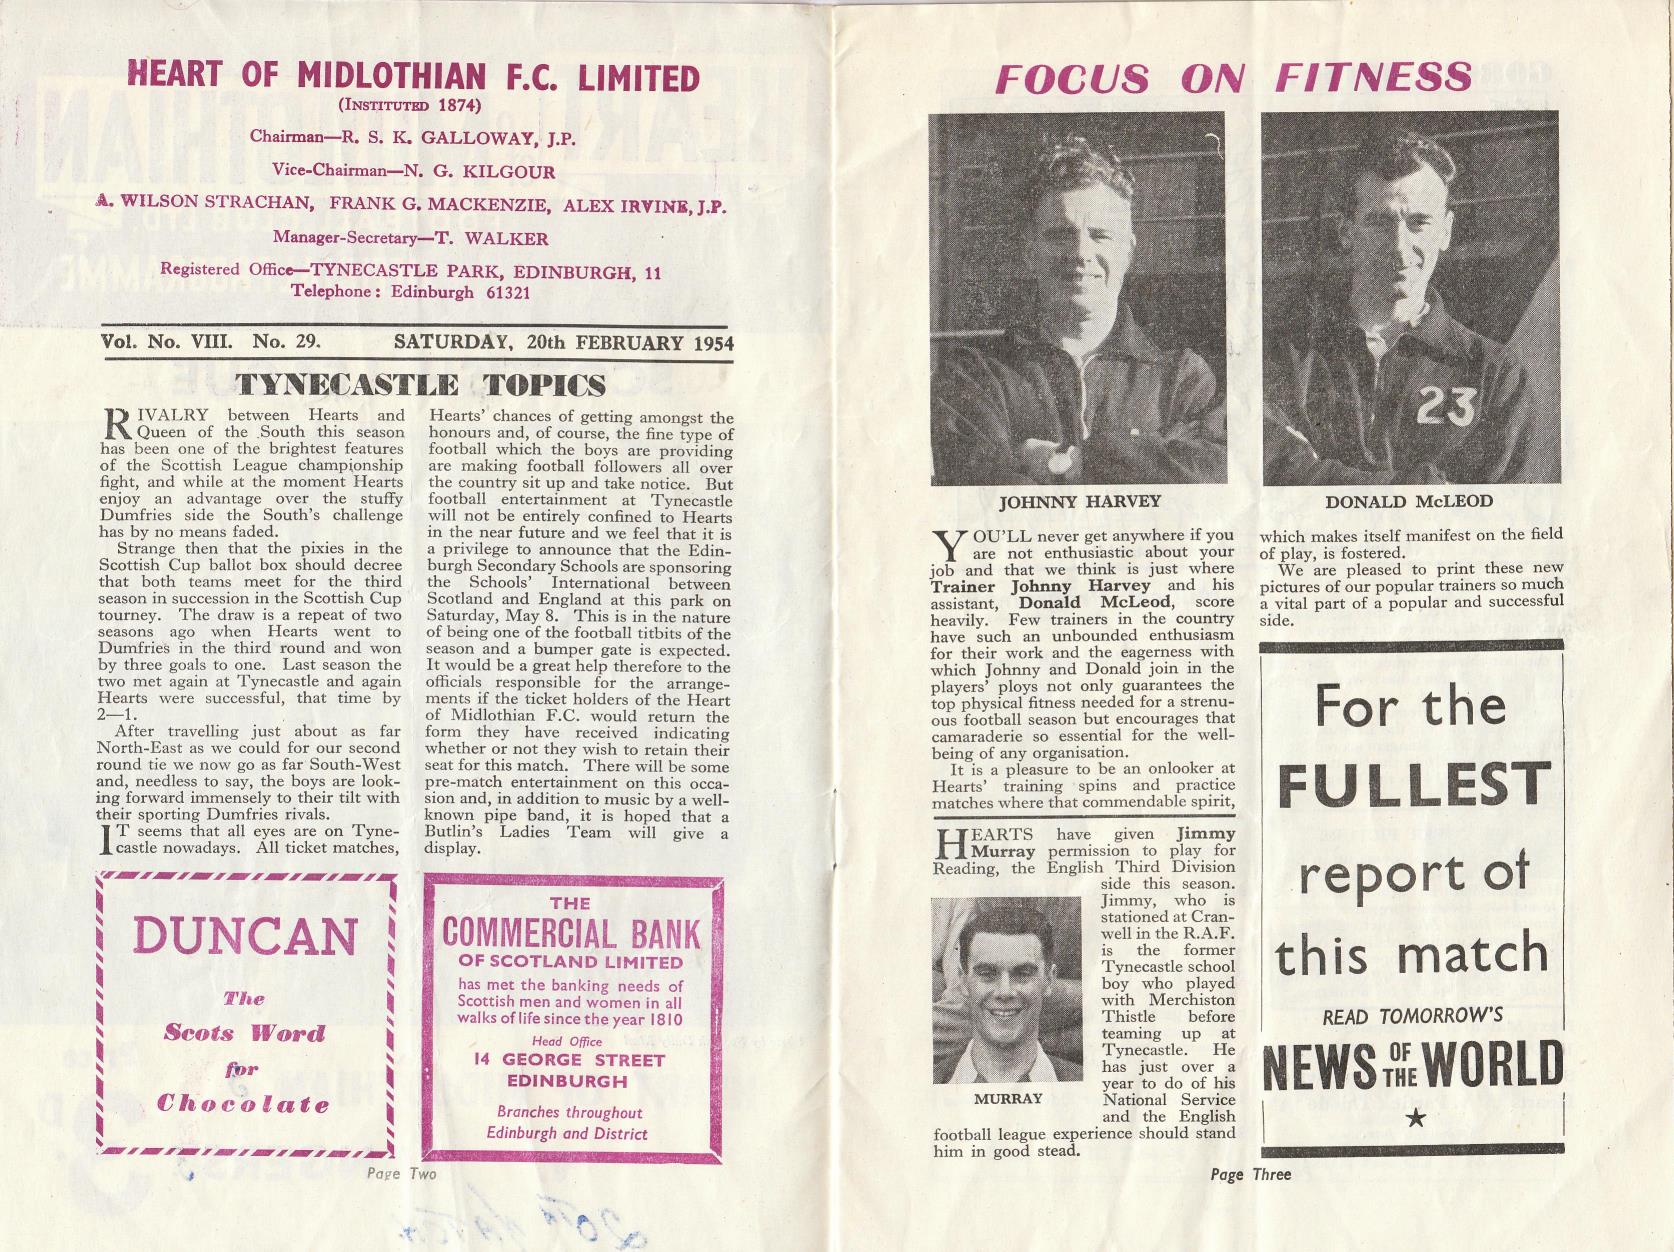 HEART OF MIDLOTHIAN F.C. LIMITED
(INSTITUTED 1874)
Chairman—R. S. K. GALLOWAY, J.P.
Vice-Chairman—N. G. KILGOUR
A. WILSON STRACHAN, FRANK G. MACKENZIE, ALEX IRVINE, J.P.
Manager-Secretary—T. WALKER
Registered Office—TYNECASTLE PARK, EDINBURGH, 11
Telephone: Edinburgh 61321
Vol. No. VIII. No. 29. SATURDAY, 20th FEBRUARY 1954
TYNECASTLE TOPICS
RIVALRY between Hearts and
Queen of the South this season
has been one of the brightest features
of the Scottish League championship
fight, and while at the moment Hearts
enjoy an advantage over the stuffy
Dumfries side the South's challenge
has by no means faded.
Strange then that the pixies in the
Scottish Cup ballot box should decree
that both teams meet for the third
season in succession in the Scottish Cup
tourney. The draw is a repeat of two
seasons ago when Hearts went to
Dumfries in the third round and won
by three goals to one. Last season the
two met again at Tynecastle and again
Hearts were successful, that time by
2—1.
After travelling just about as far
North-East as we could for our second
round tie we now go as far South-West
and, needless to say, the boys are look-
ing forward immensely to their tilt with
their sporting Dumfries rivals.
IT seems that all eyes are on Tyne-
castle nowadays. All ticket matches,
Hearts' chances of getting amongst the
honours and, of course, the fine type of
football which the boys are providing
are making football followers all over
the country sit up and take notice. But
football entertainment at Tynecastle
will not be entirely confined to Hearts
in the near future and we feel that it is
a privilege to announce that the Edin-
burgh Secondary Schools are sponsoring
the Schools' International between
Scotland and England at this park on
Saturday, May 8. This is in the nature
of being one of the football titbits of the
season and a bumper gate is expected.
It would be a great help therefore to the
officials responsible for the arrange-
ments if the ticket holders of the Heart
of Midlothian F.C. would return the
form they have received indicating
whether or not they wish to retain their
seat for this match. There will be some
pre-match entertainment on this occa-
sion and, in addition to music by a well-
known pipe band, it is hoped that a
Butlin's Ladies Team will give a
display.
DUNCAN
The
Scots Word
for
Chocolate
THE
COMMERCIAL BANK
OF SCOTLAND LIMITED
has met the banking needs of
Scottish men and women in all
walks of life since the year 1810
Head Office
14 GEORGE STREET
EDINBURGH
Branches throughout
Edinburgh and District
Page Two
FOCUS ON FITNESS
23
JOHNNY HARVEY
DONALD McLEOD
YOU'LL never get anywhere if you
are not enthusiastic about your
job and that we think is just where
Trainer Johnny Harvey and his
assistant, Donald McLeod, score
heavily. Few trainers in the country
have such an unbounded enthusiasm
for their work and the eagerness with
which Johnny and Donald join in the
players' ploys not only guarantees the
top physical fitness needed for a strenu-
ous football season but encourages that
camaraderie so essential for the well-
being of any organisation.
It is a pleasure to be an onlooker at
Hearts' training spins and practice
matches where that commendable spirit,
which makes itself manifest on the field
of play, is fostered.
We are pleased to print these new
pictures of our popular trainers so much
a vital part of a popular and successful
side.
HEARTS have given Jimmy
Murray permission to play for
Reading, the English Third Division
side this season.
Jimmy, who is
stationed at Cran-
well in the R.A.F.
is the former
Tynecastle school
boy who played
with Merchiston
Thistle before
teaming up at
Tynecastle. He
has just over a
year to do of his
National Service
and the English
football league experience should stand
him in good stead.
MURRAY
For the
FULLEST
report of
this match
READ TOMORROW'S
NEWS OF THE WORLD
Page Three